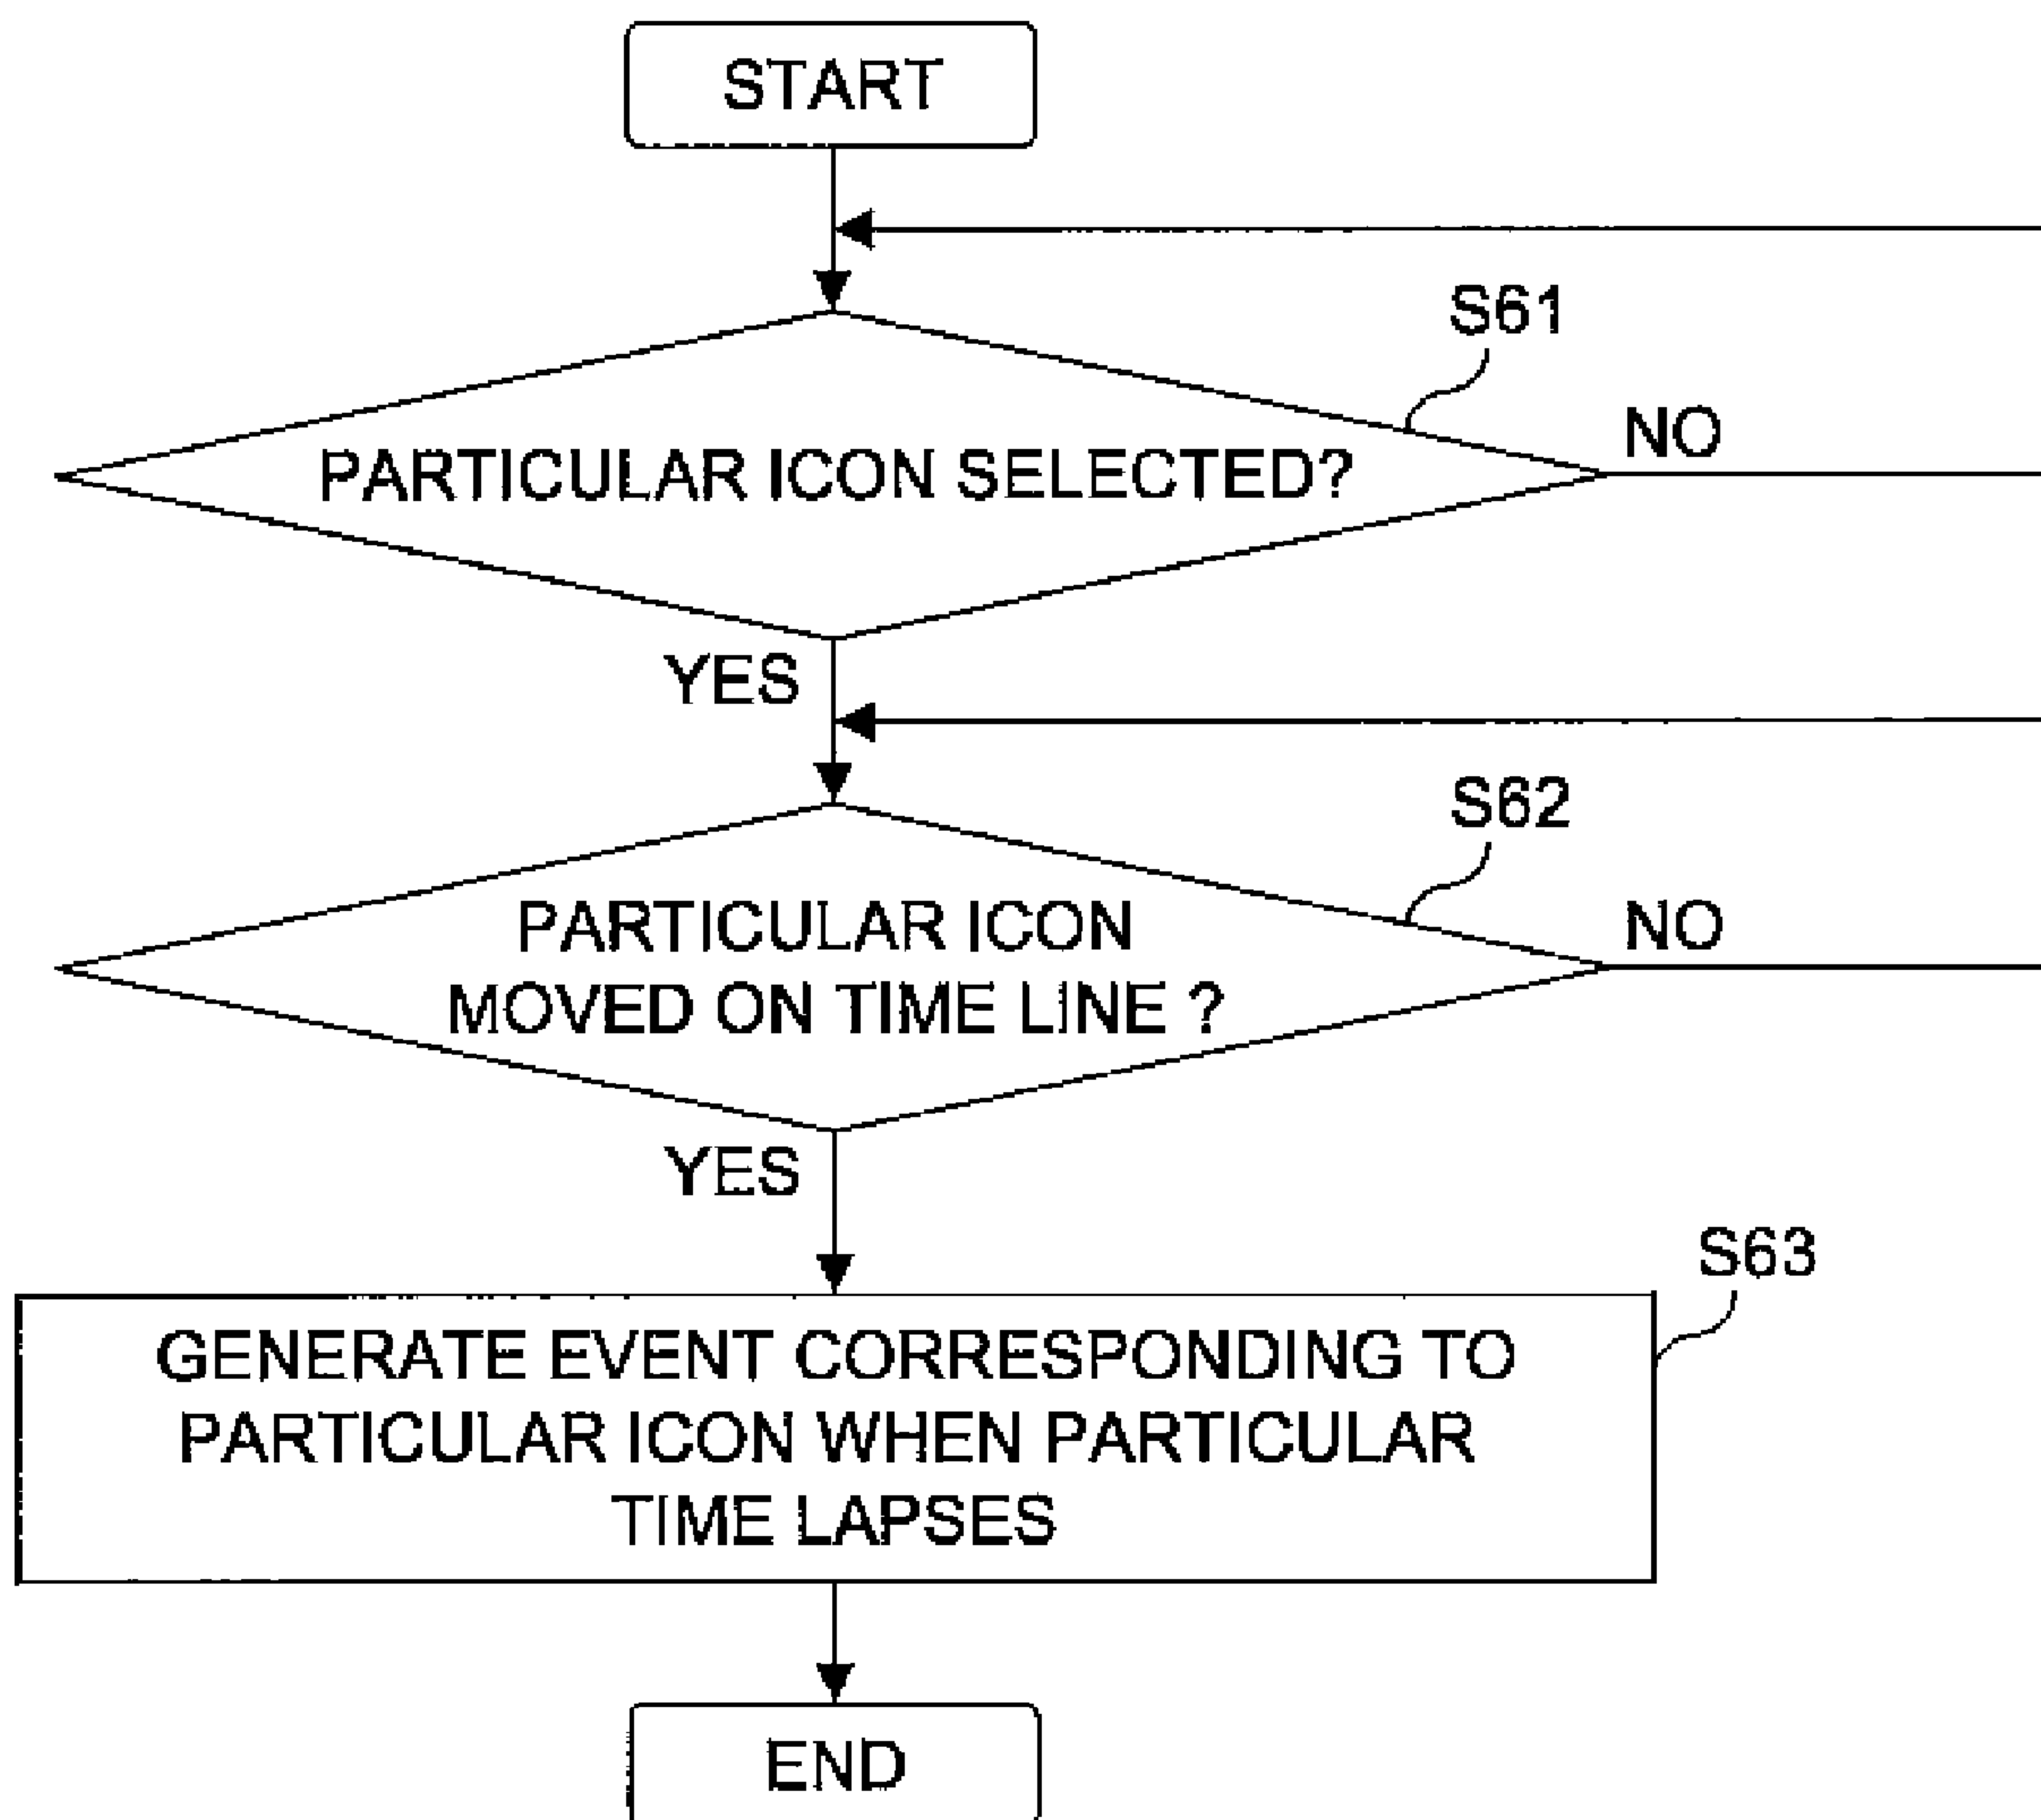 START
S61
PARTICULAR ICON SELECTED?
NO
YES
S62
PARTICULAR ICON
MOVED ON TIME LINE ?
NO
YES
S63
GENERATE EVENT CORRESPONDING TO
PARTICULAR ICON WHEN PARTICULAR
TIME LAPSES
END